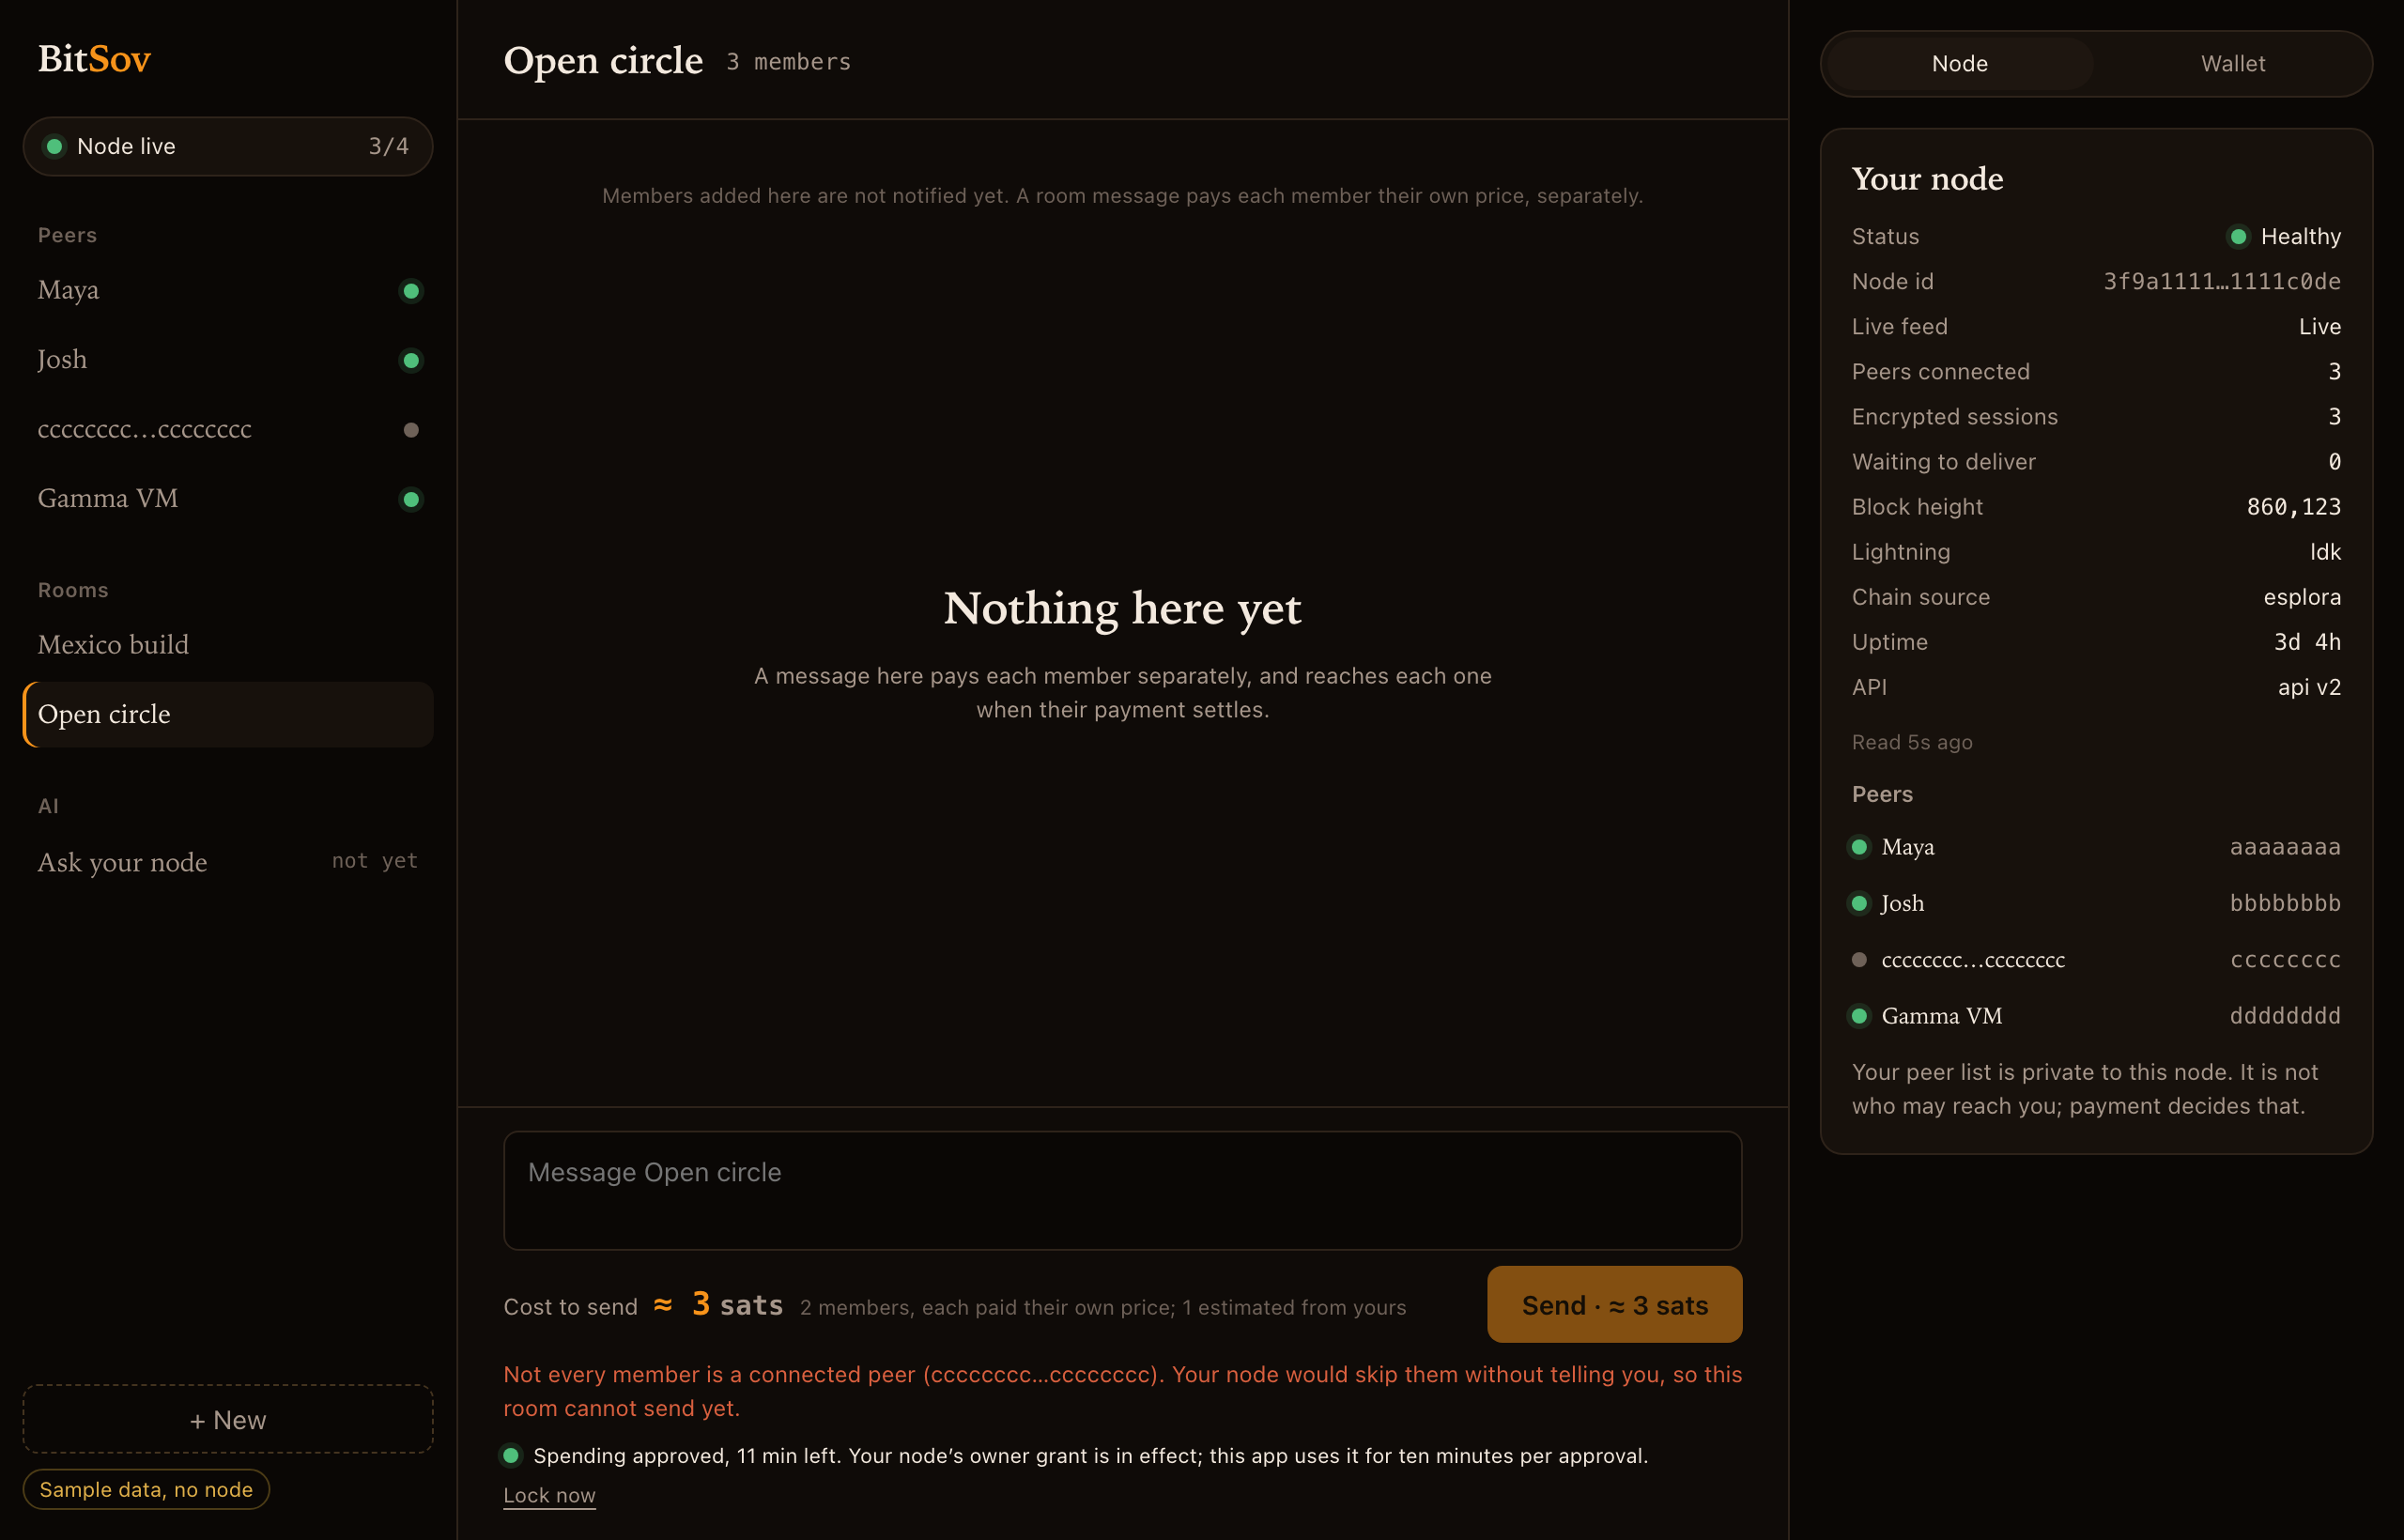 BitSov
Node live 3/4
Peers
Maya
Josh
cccccccc…cccccccc
Gamma VM
Rooms
Mexico build
Open circle
AI
Ask your node not yet
+ New
Sample data, no node
Open circle 3 members
Members added here are not notified yet. A room message pays each member their own price, separately.
Nothing here yet
A message here pays each member separately, and reaches each one
when their payment settles.
Message Open circle
Cost to send ≈ 3 sats 2 members, each paid their own price; 1 estimated from yours
Send · ≈ 3 sats
Not every member is a connected peer (cccccccc…cccccccc). Your node would skip them without telling you, so this
room cannot send yet.
Spending approved, 11 min left. Your node’s owner grant is in effect; this app uses it for ten minutes per approval.
Lock now
Node Wallet
Your node
Status Healthy
Node id 3f9a1111…1111c0de
Live feed Live
Peers connected 3
Encrypted sessions 3
Waiting to deliver 0
Block height 860,123
Lightning ldk
Chain source esplora
Uptime 3d 4h
API api v2
Read 5s ago
Peers
Maya aaaaaaaa
Josh bbbbbbbb
cccccccc…cccccccc cccccccc
Gamma VM dddddddd
Your peer list is private to this node. It is not
who may reach you; payment decides that.